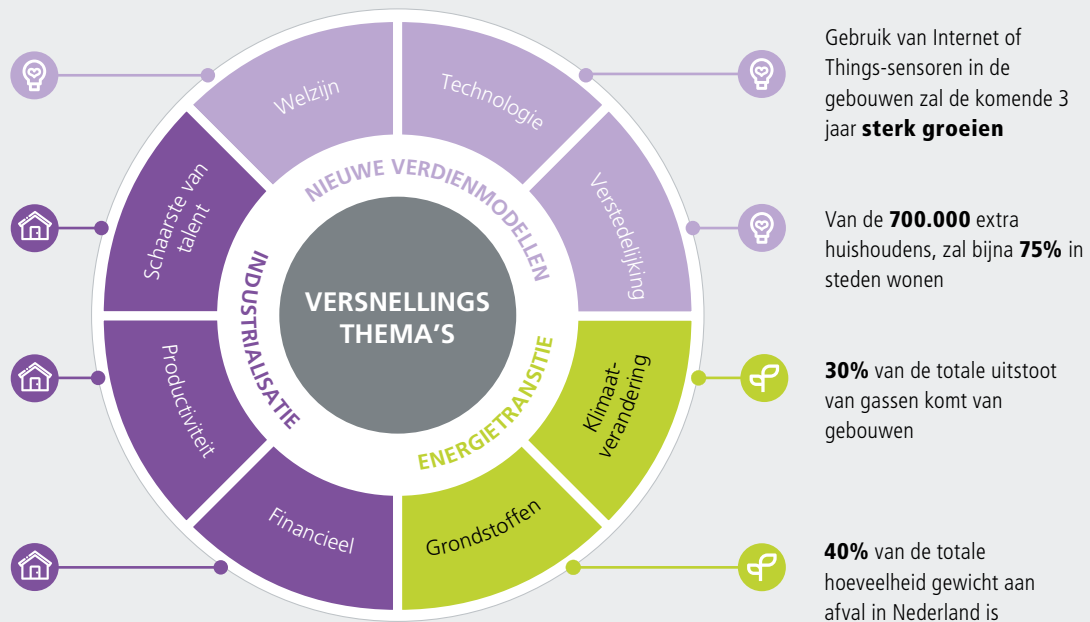 Welzijn
Technologie
Verstedelijking
Klimaat-
verandering
Grondstoffen
Financieel
Productiviteit
Schaarste van
talent
NIEUWE VERDIENMODELLEN
INDUSTRIALISATIE
ENERGIETRANSITIE
VERSNELLINGS
THEMA'S
Gebruik van Internet of
Things-sensoren in de
gebouwen zal de komende 3
jaar sterk groeien
Van de 700.000 extra
huishoudens, zal bijna 75% in
steden wonen
30% van de totale uitstoot
van gassen komt van
gebouwen
40% van de totale
hoeveelheid gewicht aan
afval in Nederland is